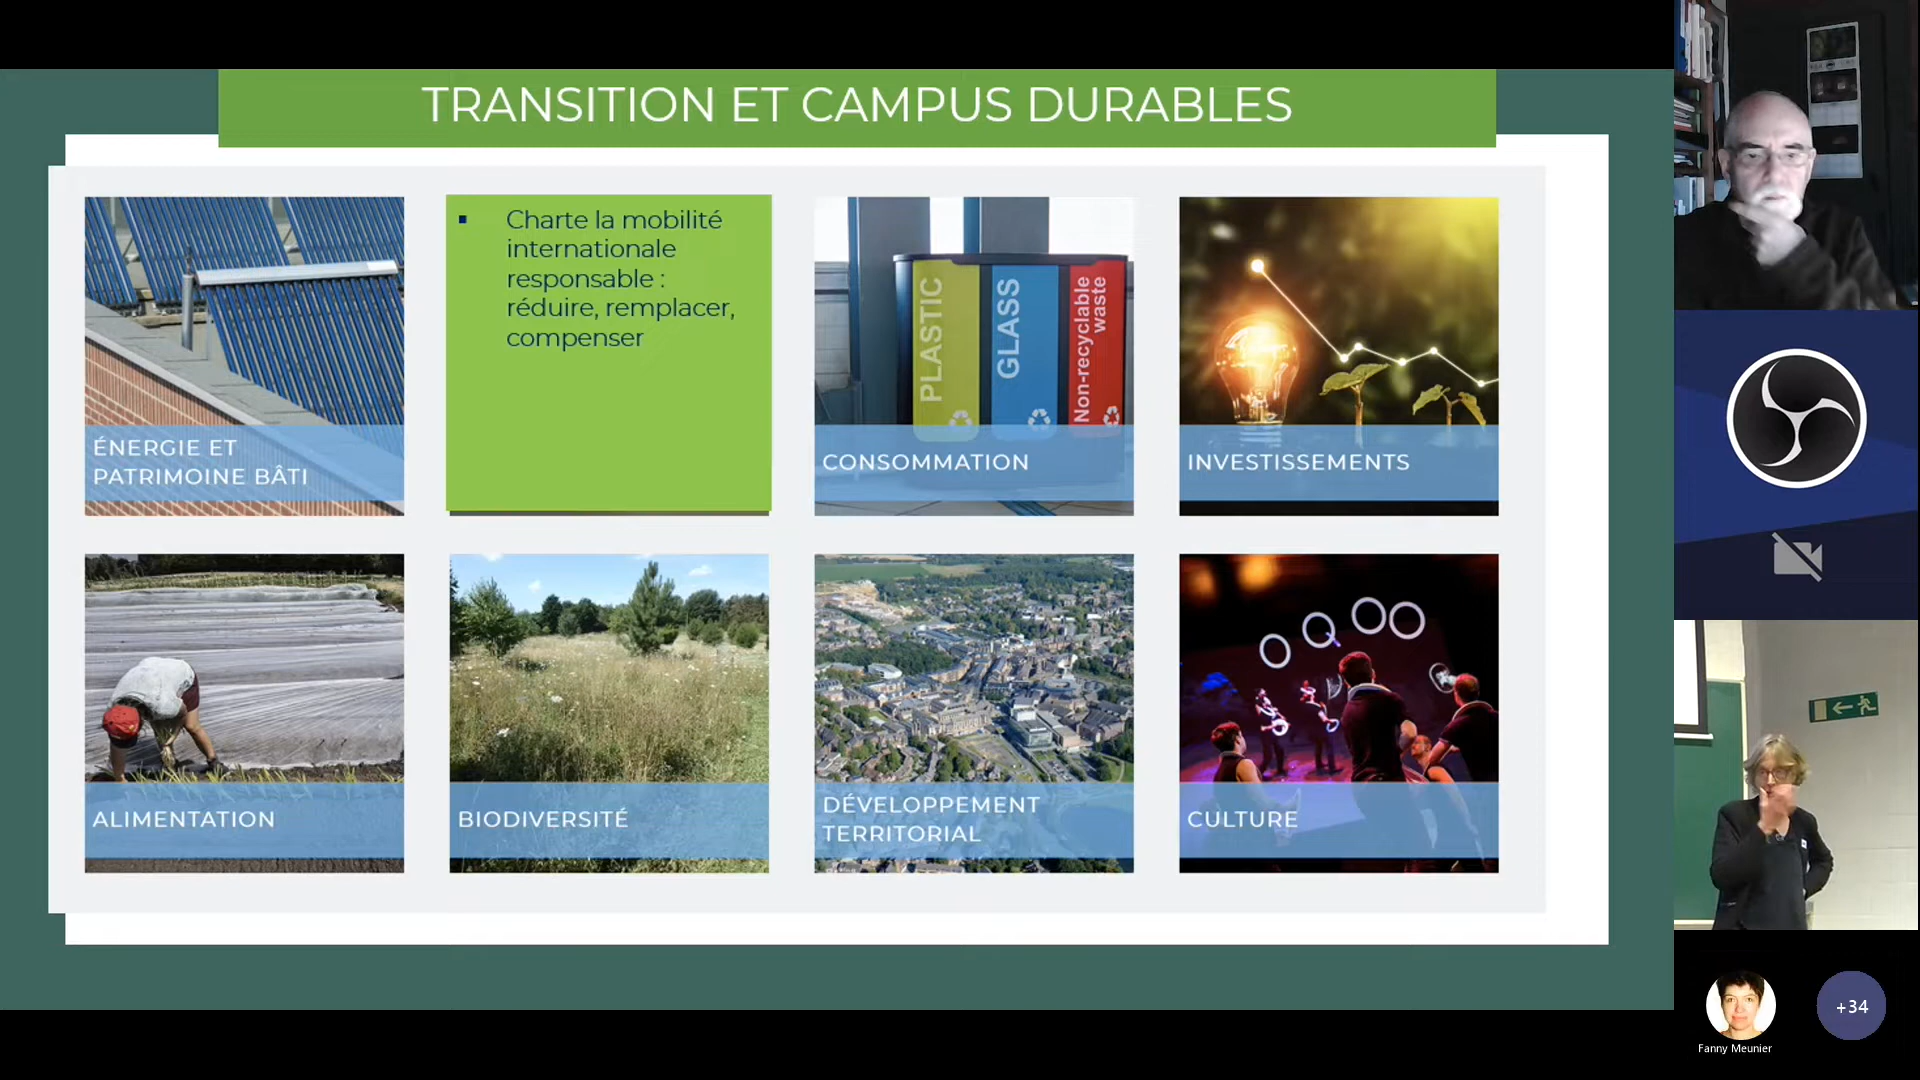 TRANSITION ET CAMPUS DURABLES
ÉNERGIE ET
PATRIMOINE BÂTI
▪ Charte la mobilité
internationale
responsable :
réduire, remplacer,
compenser
PLASTIC
GLASS
Non-recyclable
waste
CONSOMMATION
INVESTISSEMENTS
ALIMENTATION
BIODIVERSITÉ
DÉVELOPPEMENT
TERRITORIAL
CULTURE
Fanny Meunier
+34